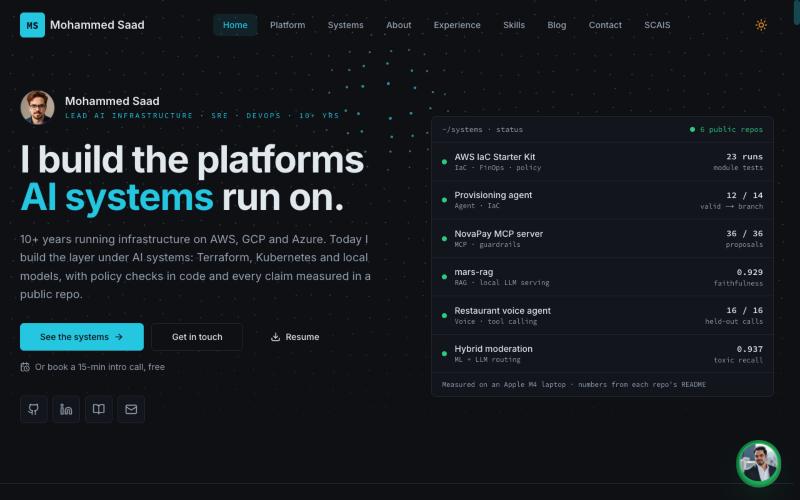 MS Mohammed Saad
Home Platform Systems About Experience Skills Blog Contact SCAIS
Mohammed Saad
LEAD AI INFRASTRUCTURE · SRE · DEVOPS · 10+ YRS
I build the platforms
AI systems run on.
10+ years running infrastructure on AWS, GCP and Azure. Today I
build the layer under AI systems: Terraform, Kubernetes and local
models, with policy checks in code and every claim measured in a
public repo.
See the systems →
Get in touch
Resume
Or book a 15-min intro call, free
~/systems · status
6 public repos
AWS IaC Starter Kit 23 runs
IaC · FinOps · policy module tests
Provisioning agent 12 / 14
Agent · IaC valid ⟶ branch
NovaPay MCP server 36 / 36
MCP · guardrails proposals
mars-rag 0.929
RAG · local LLM serving faithfulness
Restaurant voice agent 16 / 16
Voice · tool calling held-out calls
Hybrid moderation 0.937
ML + LLM routing toxic recall
Measured on an Apple M4 laptop · numbers from each repo's README